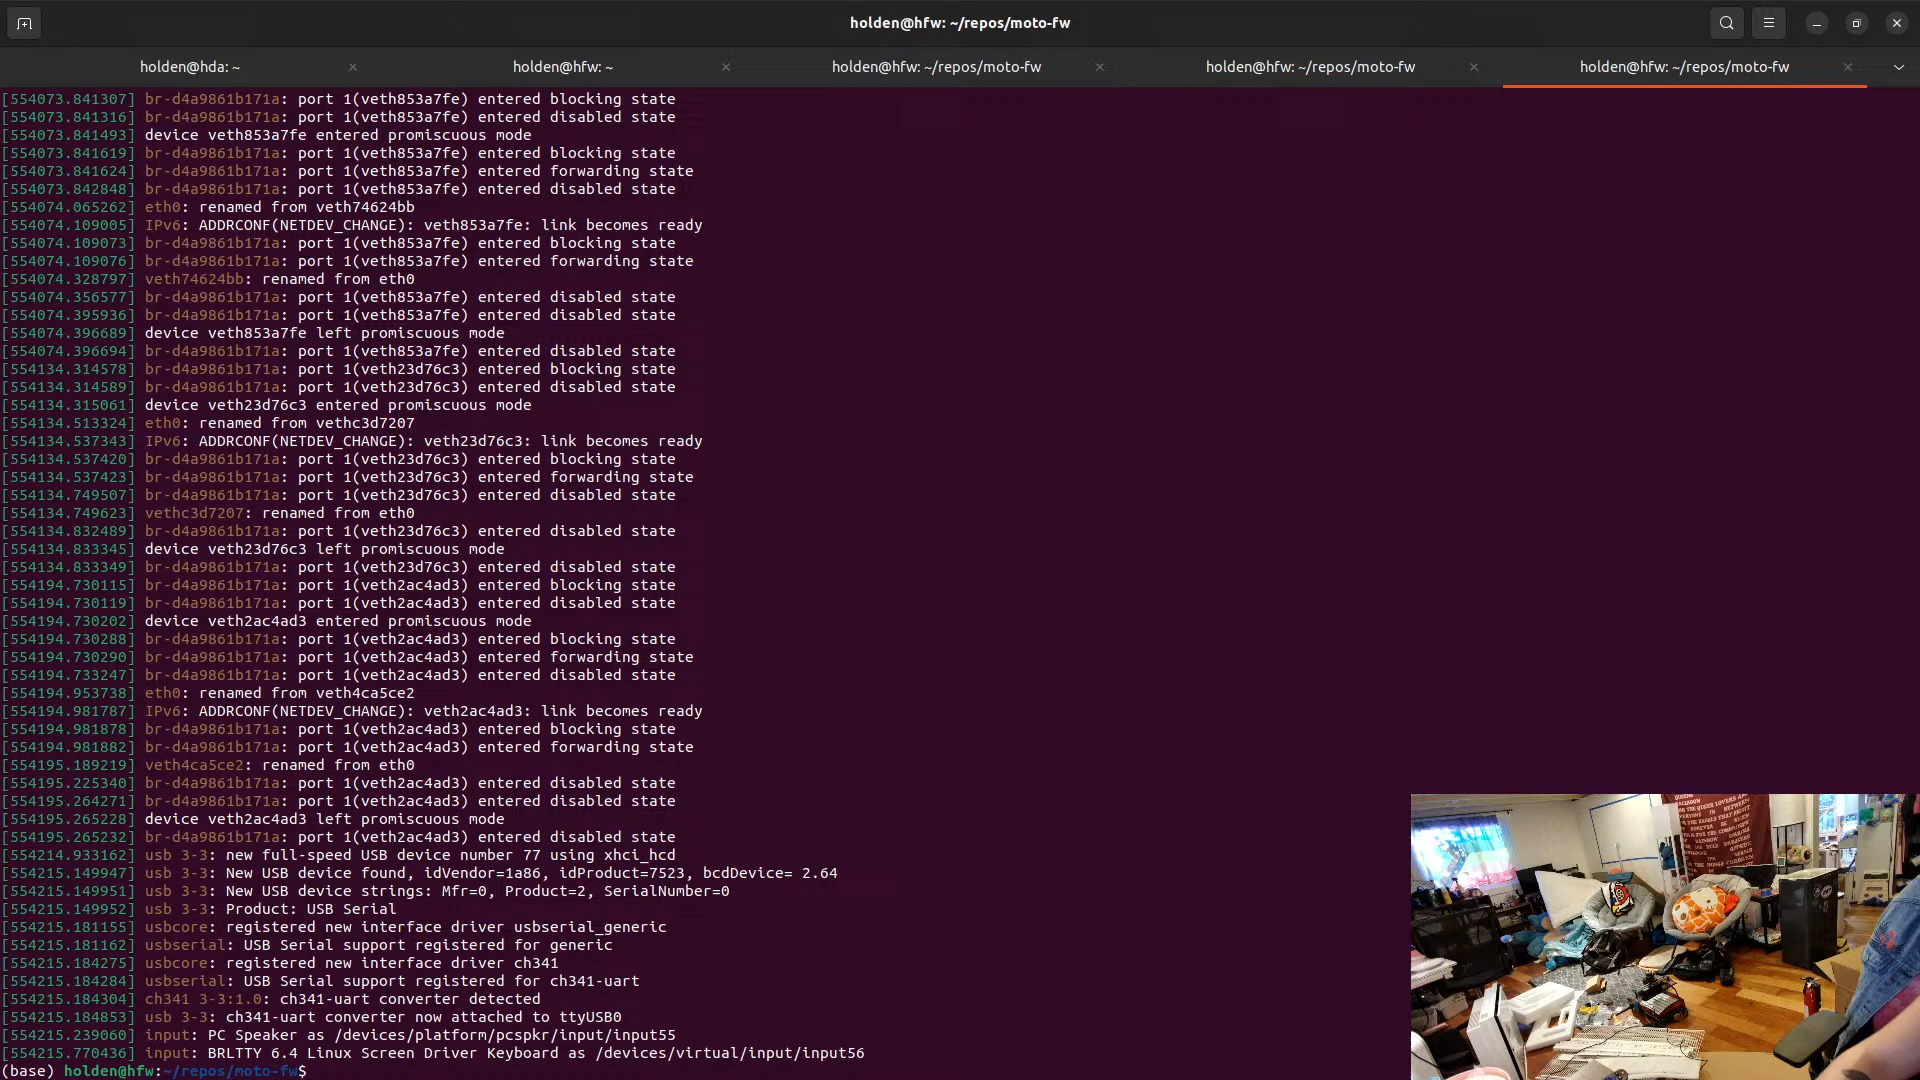 holden@hfw: ~/repos/moto-fw
holden@hda: ~
holden@hfw: ~
holden@hfw: ~/repos/moto-fw
holden@hfw: ~/repos/moto-fw
holden@hfw: ~/repos/moto-fw
[554073.841307] br-d4a9861b171a: port 1(veth853a7fe) entered blocking state
[554073.841316] br-d4a9861b171a: port 1(veth853a7fe) entered disabled state
[554073.841493] device veth853a7fe entered promiscuous mode
[554073.841619] br-d4a9861b171a: port 1(veth853a7fe) entered blocking state
[554073.841624] br-d4a9861b171a: port 1(veth853a7fe) entered forwarding state
[554073.842848] br-d4a9861b171a: port 1(veth853a7fe) entered disabled state
[554074.065262] eth0: renamed from veth74624bb
[554074.109005] IPv6: ADDRCONF(NETDEV_CHANGE): veth853a7fe: link becomes ready
[554074.109073] br-d4a9861b171a: port 1(veth853a7fe) entered blocking state
[554074.109076] br-d4a9861b171a: port 1(veth853a7fe) entered forwarding state
[554074.328797] veth74624bb: renamed from eth0
[554074.356577] br-d4a9861b171a: port 1(veth853a7fe) entered disabled state
[554074.395936] br-d4a9861b171a: port 1(veth853a7fe) entered disabled state
[554074.396689] device veth853a7fe left promiscuous mode
[554074.396694] br-d4a9861b171a: port 1(veth853a7fe) entered disabled state
[554134.314578] br-d4a9861b171a: port 1(veth23d76c3) entered blocking state
[554134.314589] br-d4a9861b171a: port 1(veth23d76c3) entered disabled state
[554134.315061] device veth23d76c3 entered promiscuous mode
[554134.513324] eth0: renamed from vethc3d7207
[554134.537343] IPv6: ADDRCONF(NETDEV_CHANGE): veth23d76c3: link becomes ready
[554134.537420] br-d4a9861b171a: port 1(veth23d76c3) entered blocking state
[554134.537423] br-d4a9861b171a: port 1(veth23d76c3) entered forwarding state
[554134.749507] br-d4a9861b171a: port 1(veth23d76c3) entered disabled state
[554134.749623] vethc3d7207: renamed from eth0
[554134.832489] br-d4a9861b171a: port 1(veth23d76c3) entered disabled state
[554134.833345] device veth23d76c3 left promiscuous mode
[554134.833349] br-d4a9861b171a: port 1(veth23d76c3) entered disabled state
[554194.730115] br-d4a9861b171a: port 1(veth2ac4ad3) entered blocking state
[554194.730119] br-d4a9861b171a: port 1(veth2ac4ad3) entered disabled state
[554194.730202] device veth2ac4ad3 entered promiscuous mode
[554194.730288] br-d4a9861b171a: port 1(veth2ac4ad3) entered blocking state
[554194.730290] br-d4a9861b171a: port 1(veth2ac4ad3) entered forwarding state
[554194.733247] br-d4a9861b171a: port 1(veth2ac4ad3) entered disabled state
[554194.953738] eth0: renamed from veth4ca5ce2
[554194.981787] IPv6: ADDRCONF(NETDEV_CHANGE): veth2ac4ad3: link becomes ready
[554194.981878] br-d4a9861b171a: port 1(veth2ac4ad3) entered blocking state
[554194.981882] br-d4a9861b171a: port 1(veth2ac4ad3) entered forwarding state
[554195.189219] veth4ca5ce2: renamed from eth0
[554195.225340] br-d4a9861b171a: port 1(veth2ac4ad3) entered disabled state
[554195.264271] br-d4a9861b171a: port 1(veth2ac4ad3) entered disabled state
[554195.265228] device veth2ac4ad3 left promiscuous mode
[554195.265232] br-d4a9861b171a: port 1(veth2ac4ad3) entered disabled state
[554214.933162] usb 3-3: new full-speed USB device number 77 using xhci_hcd
[554215.149947] usb 3-3: New USB device found, idVendor=1a86, idProduct=7523, bcdDevice= 2.64
[554215.149951] usb 3-3: New USB device strings: Mfr=0, Product=2, SerialNumber=0
[554215.149952] usb 3-3: Product: USB Serial
[554215.181155] usbcore: registered new interface driver usbserial_generic
[554215.181162] usbserial: USB Serial support registered for generic
[554215.184275] usbcore: registered new interface driver ch341
[554215.184284] usbserial: USB Serial support registered for ch341-uart
[554215.184304] ch341 3-3:1.0: ch341-uart converter detected
[554215.184853] usb 3-3: ch341-uart converter now attached to ttyUSB0
[554215.239060] input: PC Speaker as /devices/platform/pcspkr/input/input55
[554215.770436] input: BRLTTY 6.4 Linux Screen Driver Keyboard as /devices/virtual/input/input56
(base) holden@hfw:~/repos/moto-fw$